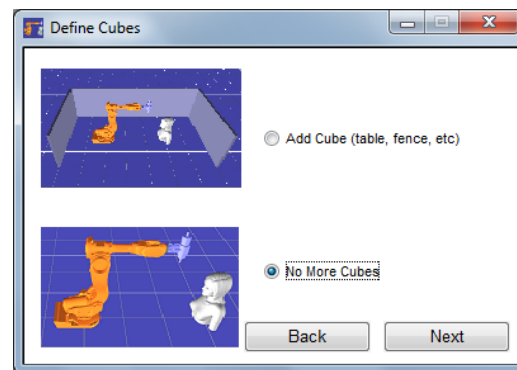 Define Cubes
Add Cube (table, fence, etc)
No More Cubes
Back
Next